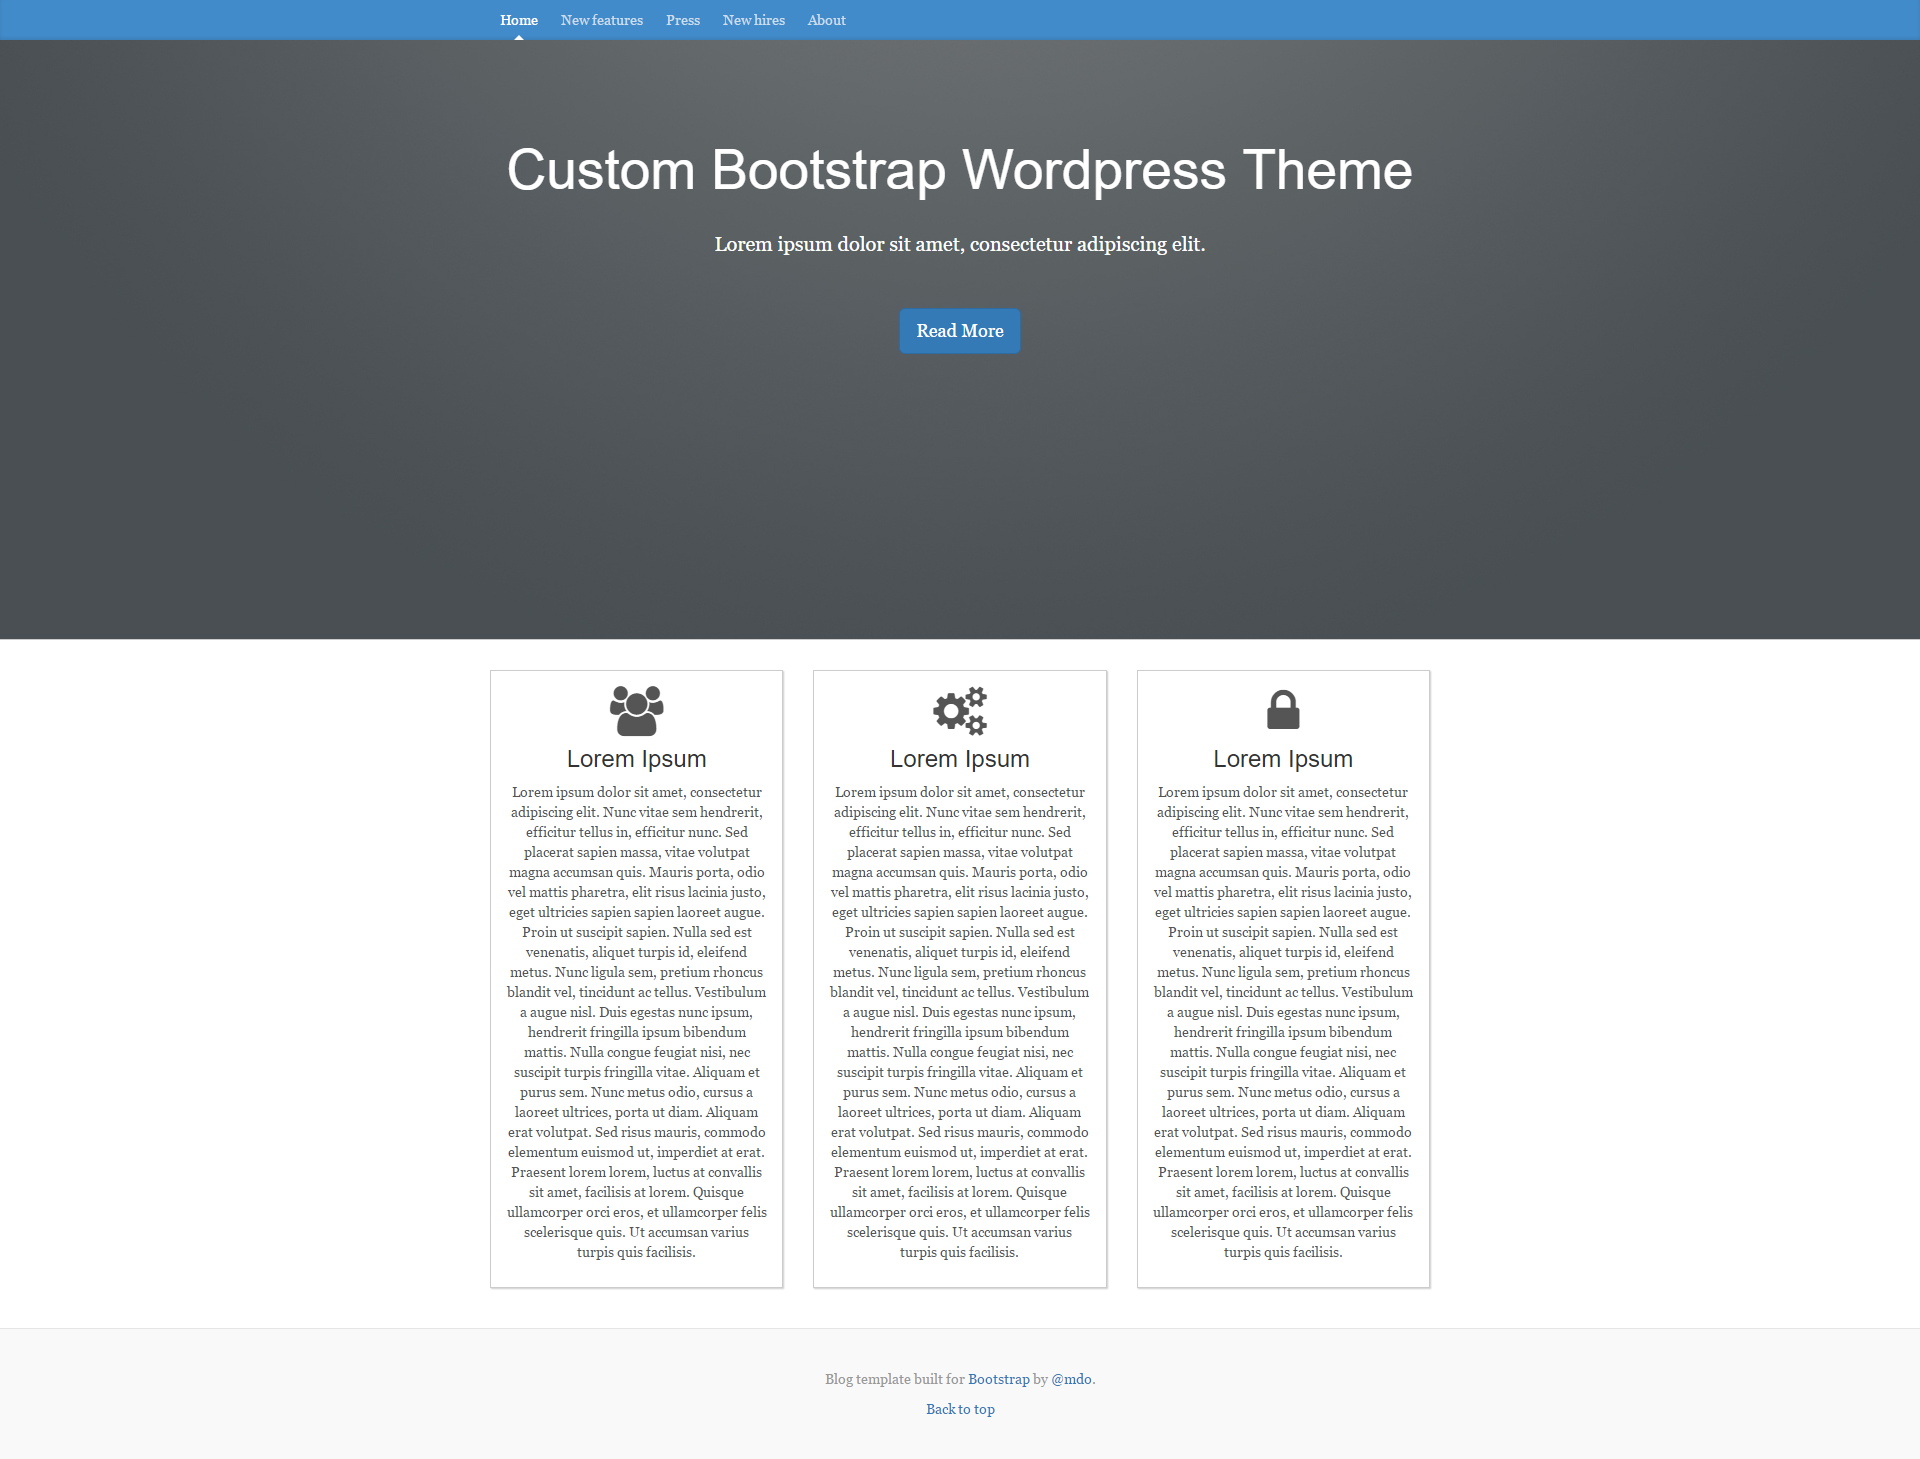 Home New features Press New hires About
Custom Bootstrap Wordpress Theme
Lorem ipsum dolor sit amet, consectetur adipiscing elit.
Read More
Lorem Ipsum
Lorem ipsum dolor sit amet, consectetur
adipiscing elit. Nunc vitae sem hendrerit,
efficitur tellus in, efficitur nunc. Sed
placerat sapien massa, vitae volutpat
magna accumsan quis. Mauris porta, odio
vel mattis pharetra, elit risus lacinia justo,
eget ultricies sapien sapien laoreet augue.
Proin ut suscipit sapien. Nulla sed est
venenatis, aliquet turpis id, eleifend
metus. Nunc ligula sem, pretium rhoncus
blandit vel, tincidunt ac tellus. Vestibulum
a augue nisl. Duis egestas nunc ipsum,
hendrerit fringilla ipsum bibendum
mattis. Nulla congue feugiat nisi, nec
suscipit turpis fringilla vitae. Aliquam et
purus sem. Nunc metus odio, cursus a
laoreet ultrices, porta ut diam. Aliquam
erat volutpat. Sed risus mauris, commodo
elementum euismod ut, imperdiet at erat.
Praesent lorem lorem, luctus at convallis
sit amet, facilisis at lorem. Quisque
ullamcorper orci eros, et ullamcorper felis
scelerisque quis. Ut accumsan varius
turpis quis facilisis.
Lorem Ipsum
Lorem ipsum dolor sit amet, consectetur
adipiscing elit. Nunc vitae sem hendrerit,
efficitur tellus in, efficitur nunc. Sed
placerat sapien massa, vitae volutpat
magna accumsan quis. Mauris porta, odio
vel mattis pharetra, elit risus lacinia justo,
eget ultricies sapien sapien laoreet augue.
Proin ut suscipit sapien. Nulla sed est
venenatis, aliquet turpis id, eleifend
metus. Nunc ligula sem, pretium rhoncus
blandit vel, tincidunt ac tellus. Vestibulum
a augue nisl. Duis egestas nunc ipsum,
hendrerit fringilla ipsum bibendum
mattis. Nulla congue feugiat nisi, nec
suscipit turpis fringilla vitae. Aliquam et
purus sem. Nunc metus odio, cursus a
laoreet ultrices, porta ut diam. Aliquam
erat volutpat. Sed risus mauris, commodo
elementum euismod ut, imperdiet at erat.
Praesent lorem lorem, luctus at convallis
sit amet, facilisis at lorem. Quisque
ullamcorper orci eros, et ullamcorper felis
scelerisque quis. Ut accumsan varius
turpis quis facilisis.
Lorem Ipsum
Lorem ipsum dolor sit amet, consectetur
adipiscing elit. Nunc vitae sem hendrerit,
efficitur tellus in, efficitur nunc. Sed
placerat sapien massa, vitae volutpat
magna accumsan quis. Mauris porta, odio
vel mattis pharetra, elit risus lacinia justo,
eget ultricies sapien sapien laoreet augue.
Proin ut suscipit sapien. Nulla sed est
venenatis, aliquet turpis id, eleifend
metus. Nunc ligula sem, pretium rhoncus
blandit vel, tincidunt ac tellus. Vestibulum
a augue nisl. Duis egestas nunc ipsum,
hendrerit fringilla ipsum bibendum
mattis. Nulla congue feugiat nisi, nec
suscipit turpis fringilla vitae. Aliquam et
purus sem. Nunc metus odio, cursus a
laoreet ultrices, porta ut diam. Aliquam
erat volutpat. Sed risus mauris, commodo
elementum euismod ut, imperdiet at erat.
Praesent lorem lorem, luctus at convallis
sit amet, facilisis at lorem. Quisque
ullamcorper orci eros, et ullamcorper felis
scelerisque quis. Ut accumsan varius
turpis quis facilisis.
Blog template built for Bootstrap by @mdo.
Back to top